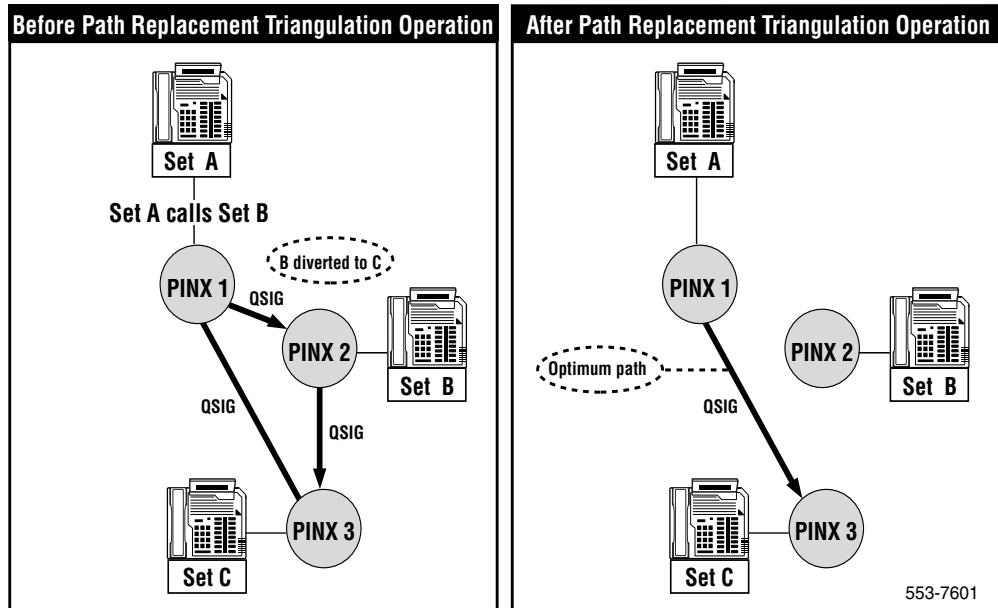 Before Path Replacement Triangulation Operation
Set A
Set A calls Set B
B diverted to C
PINX 1
QSIG
PINX 2
Set B
QSIG
QSIG
PINX 3
Set C
After Path Replacement Triangulation Operation
Set A
PINX 1
PINX 2
Set B
Optimum path
QSIG
PINX 3
Set C
553-7601